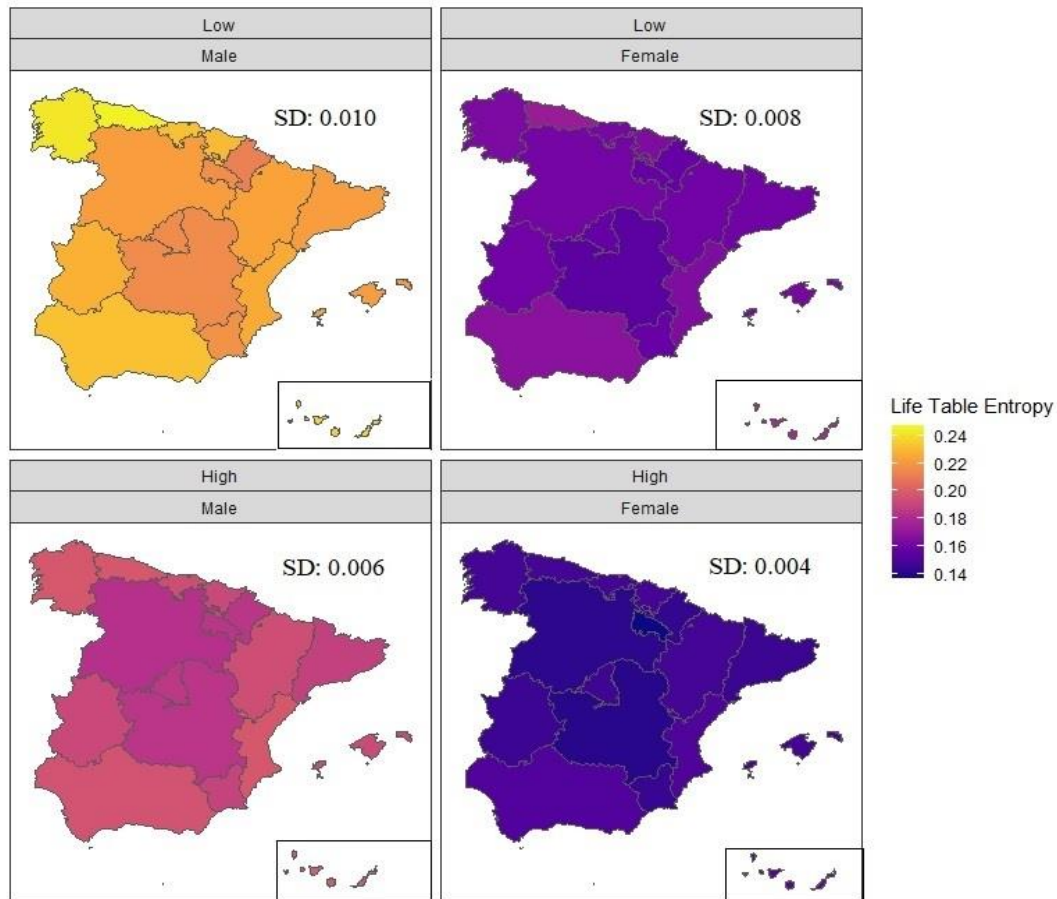 Low
Male
SD: 0.010
Low
Female
SD: 0.008
High
Male
SD: 0.006
High
Female
SD: 0.004
Life Table Entropy
0.24
0.22
0.20
0.18
0.16
0.14